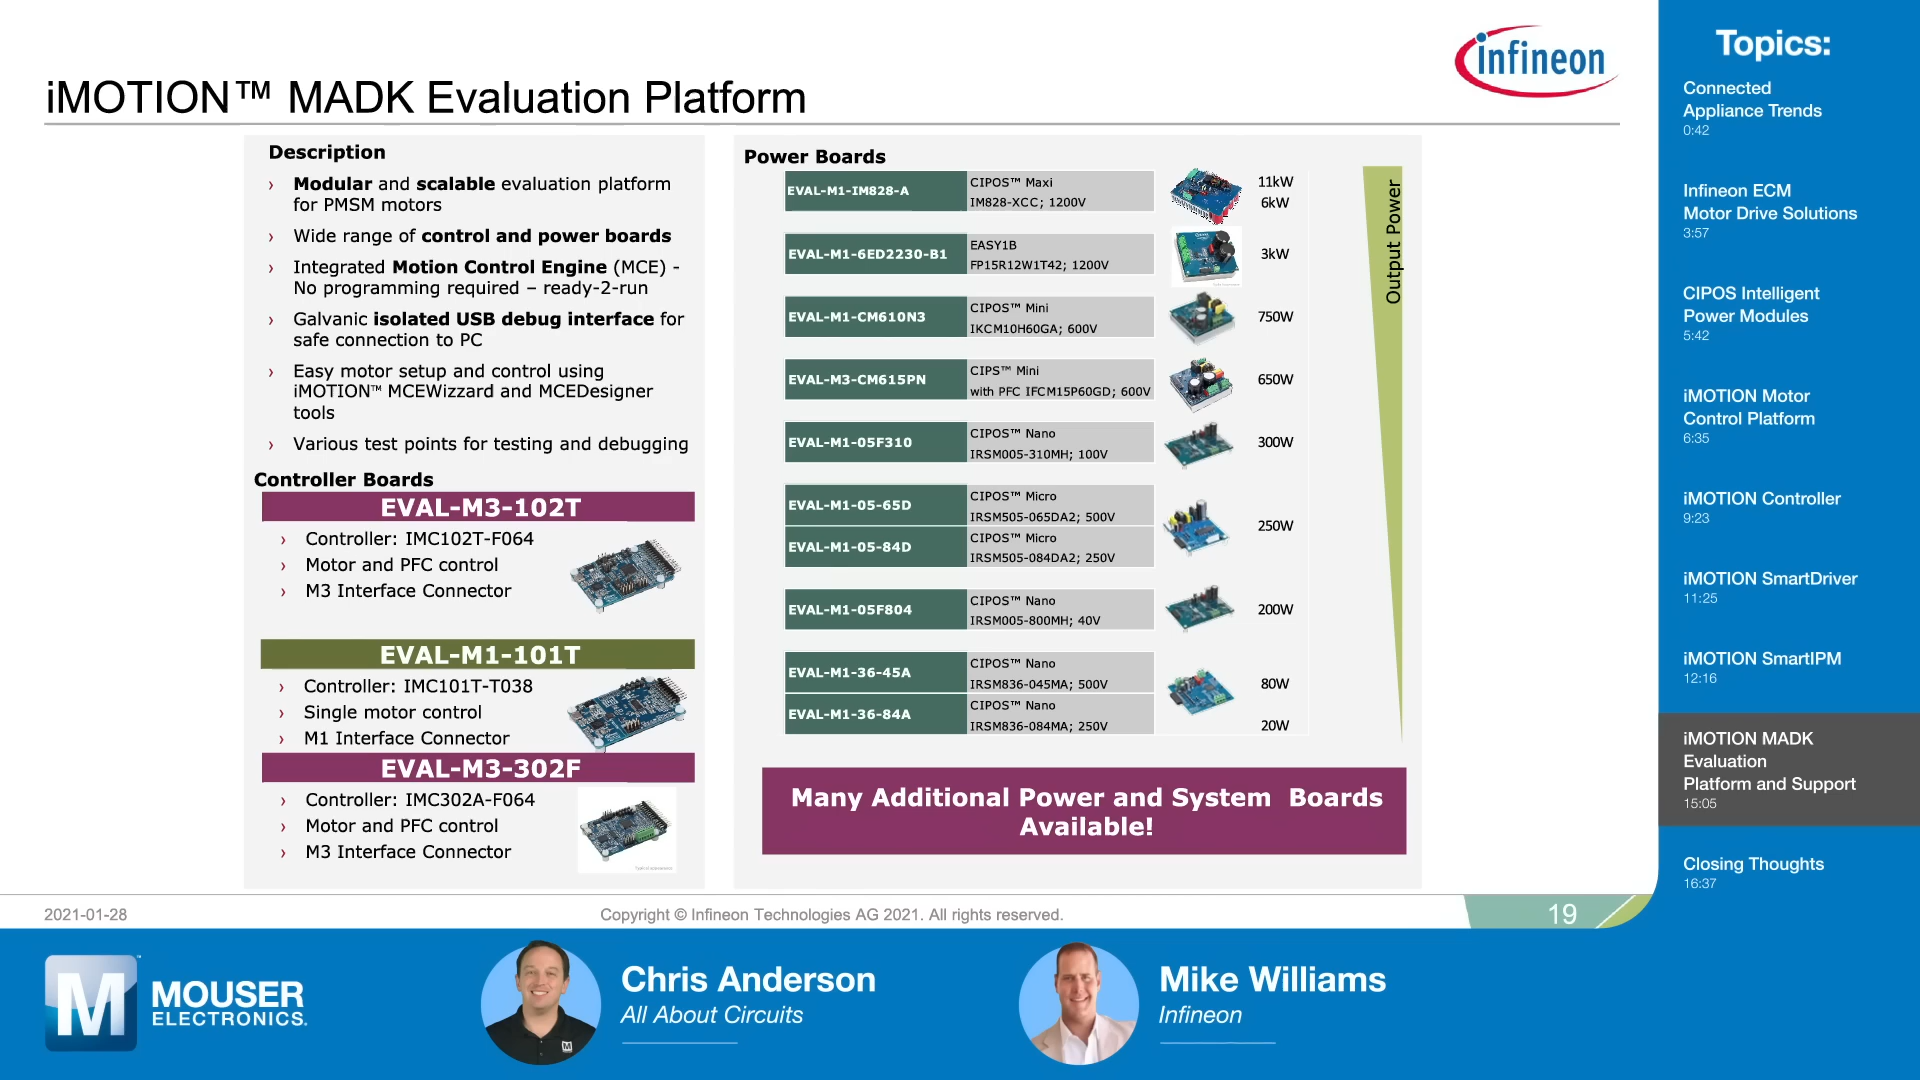 infineon
iMOTION™ MADK Evaluation Platform
Description
› Modular and scalable evaluation platform
for PMSM motors
› Wide range of control and power boards
› Integrated Motion Control Engine (MCE) -
No programming required – ready-2-run
› Galvanic isolated USB debug interface for
safe connection to PC
› Easy motor setup and control using
iMOTION™ MCEWizzard and MCEDesigner
tools
› Various test points for testing and debugging
Controller Boards
EVAL-M3-102T
› Controller: IMC102T-F064
› Motor and PFC control
› M3 Interface Connector
EVAL-M1-101T
› Controller: IMC101T-T038
› Single motor control
› M1 Interface Connector
EVAL-M3-302F
› Controller: IMC302A-F064
› Motor and PFC control
› M3 Interface Connector
Power Boards
EVAL-M1-IM828-A
CIPOS™ Maxi
IM828-XCC; 1200V
11kW
6kW
EVAL-M1-6ED2230-B1
EASY1B
FP15R12W1T42; 1200V
3kW
EVAL-M1-CM610N3
CIPOS™ Mini
IKCM10H60GA; 600V
750W
EVAL-M3-CM615PN
CIPS™ Mini
with PFC IFCM15P60GD; 600V
650W
EVAL-M1-05F310
CIPOS™ Nano
IRSM005-310MH; 100V
300W
EVAL-M1-05-65D
CIPOS™ Micro
IRSM505-065DA2; 500V
250W
EVAL-M1-05-84D
CIPOS™ Micro
IRSM505-084DA2; 250V
EVAL-M1-05F804
CIPOS™ Nano
IRSM005-800MH; 40V
200W
EVAL-M1-36-45A
CIPOS™ Nano
IRSM836-045MA; 500V
80W
EVAL-M1-36-84A
CIPOS™ Nano
IRSM836-084MA; 250V
20W
Output Power
Many Additional Power and System Boards
Available!
2021-01-28
Copyright © Infineon Technologies AG 2021. All rights reserved.
19
Topics:
Connected
Appliance Trends
0:42
Infineon ECM
Motor Drive Solutions
3:57
CIPOS Intelligent
Power Modules
5:42
iMOTION Motor
Control Platform
6:35
iMOTION Controller
9:23
iMOTION SmartDriver
11:25
iMOTION SmartIPM
12:16
iMOTION MADK
Evaluation
Platform and Support
15:05
Closing Thoughts
16:37
M
MOUSER
ELECTRONICS.
Chris Anderson
All About Circuits
Mike Williams
Infineon